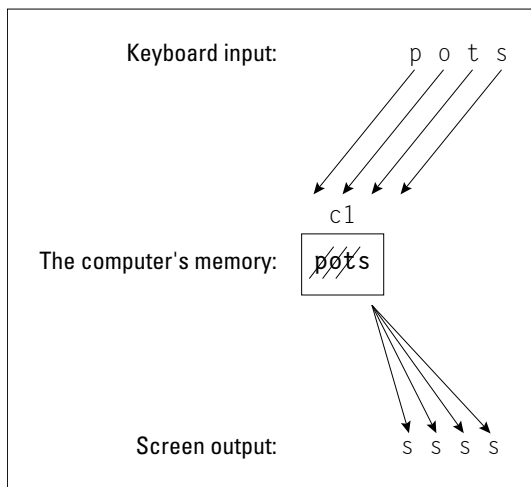 Keyboard input: p o t s
c1
The computer's memory: pots
Screen output: s s s s